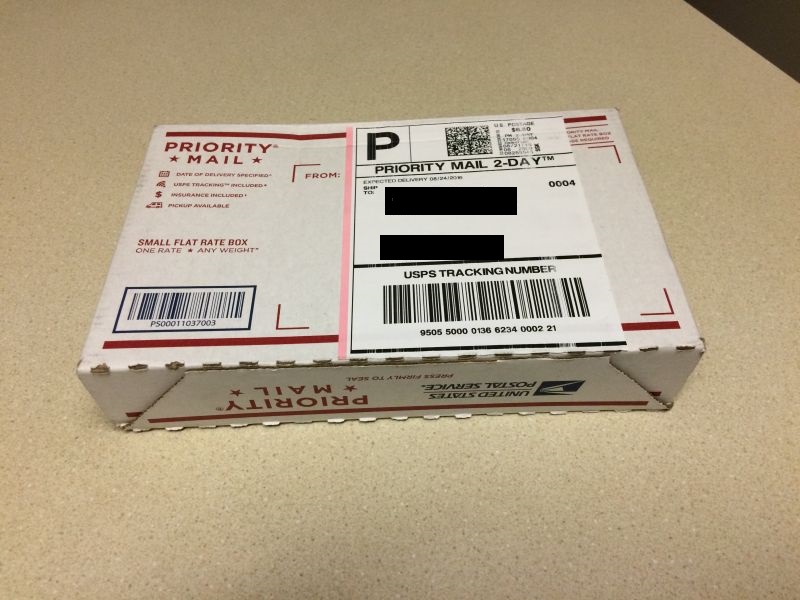 PRIORITY®
★ MAIL ★
DATE OF DELIVERY SPECIFIED*
USPS TRACKING™ INCLUDED*
$ INSURANCE INCLUDED*
PICKUP AVAILABLE
SMALL FLAT RATE BOX
ONE RATE ★ ANY WEIGHT*
PS00011037003
FROM:
P
U.S. POSTAGE
PRIORITY MAIL 2-DAY™
EXPECTED DELIVERY 08/24/2016
0004
SHIP
TO:
USPS TRACKING NUMBER
9505 5000 0136 6234 0002 21
PRIORITY®
★ MAIL ★
PRESS FIRMLY TO SEAL
UNITED STATES
POSTAL SERVICE®